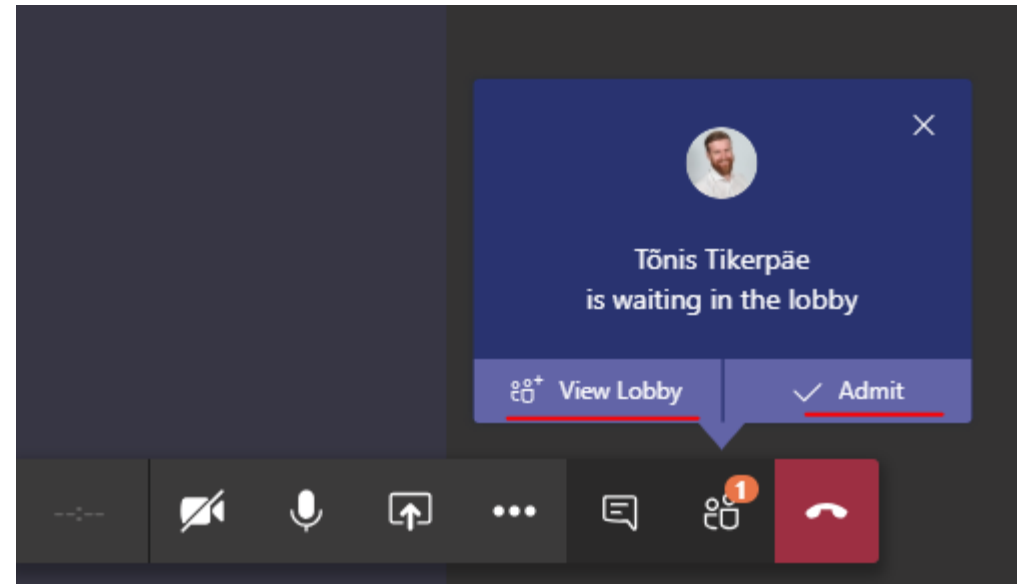 Tõnis Tikerpäe
is waiting in the lobby
View Lobby
Admit
--:--
1